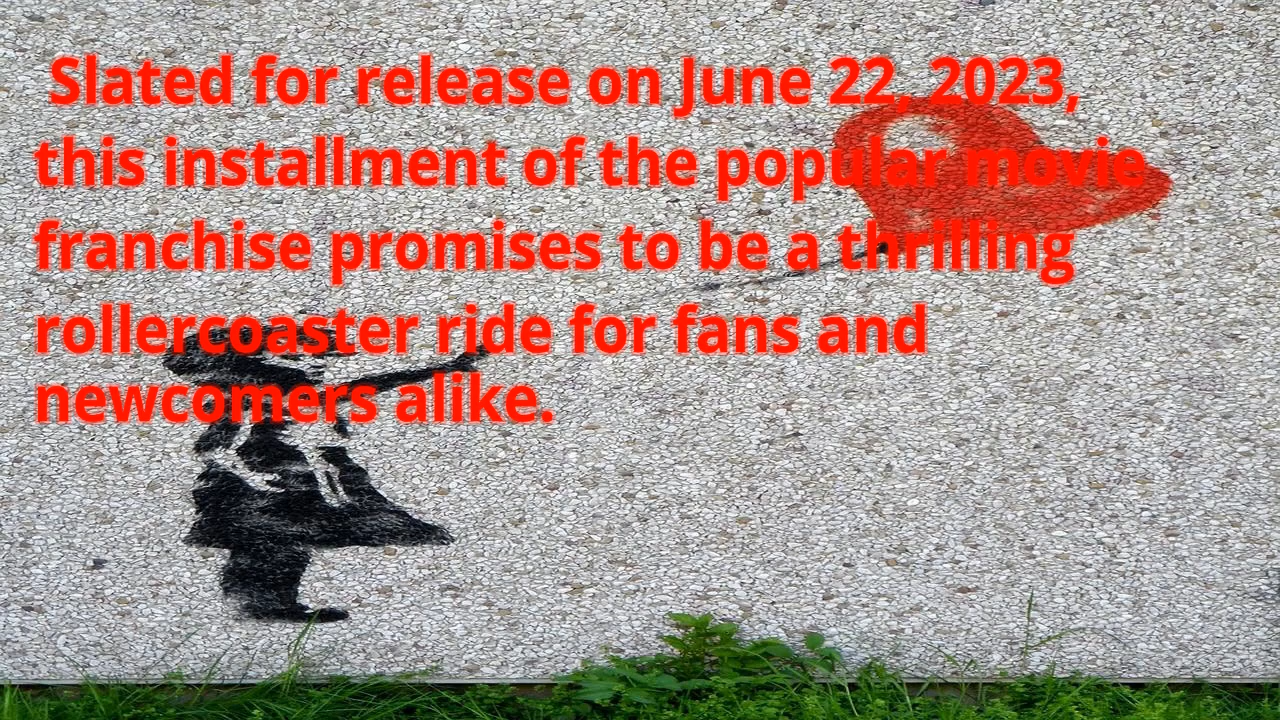 Slated for release on June 22, 2023,
this installment of the popular movie
franchise promises to be a thrilling
rollercoaster ride for fans and
newcomers alike.